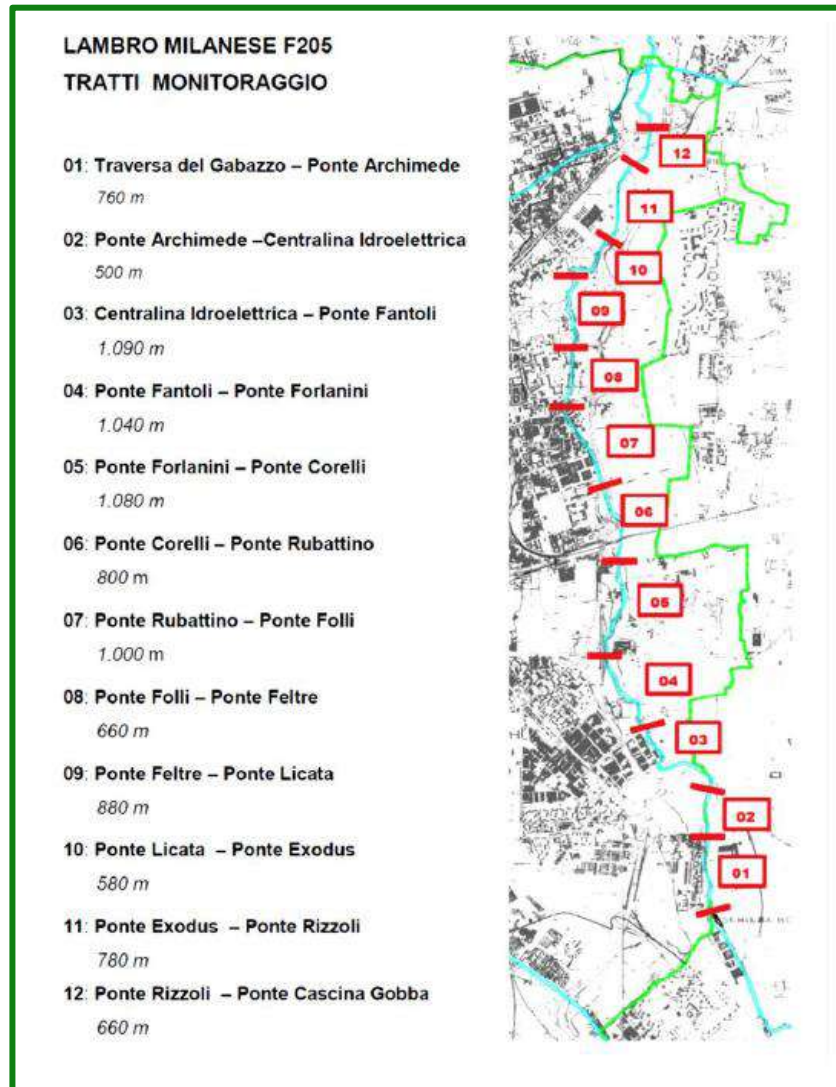 LAMBRO MILANESE F205
TRATTI MONITORAGGIO
01: Traversa del Gabazzo – Ponte Archimede
760 m
02: Ponte Archimede –Centralina Idroelettrica
500 m
03: Centralina Idroelettrica – Ponte Fantoli
1.090 m
04: Ponte Fantoli – Ponte Forlanini
1.040 m
05: Ponte Forlanini – Ponte Corelli
1.080 m
06: Ponte Corelli – Ponte Rubattino
800 m
07: Ponte Rubattino – Ponte Folli
1.000 m
08: Ponte Folli – Ponte Feltre
660 m
09: Ponte Feltre – Ponte Licata
880 m
10: Ponte Licata – Ponte Exodus
580 m
11: Ponte Exodus – Ponte Rizzoli
780 m
12: Ponte Rizzoli – Ponte Cascina Gobba
660 m
12
11
10
09
08
07
06
05
04
03
02
01